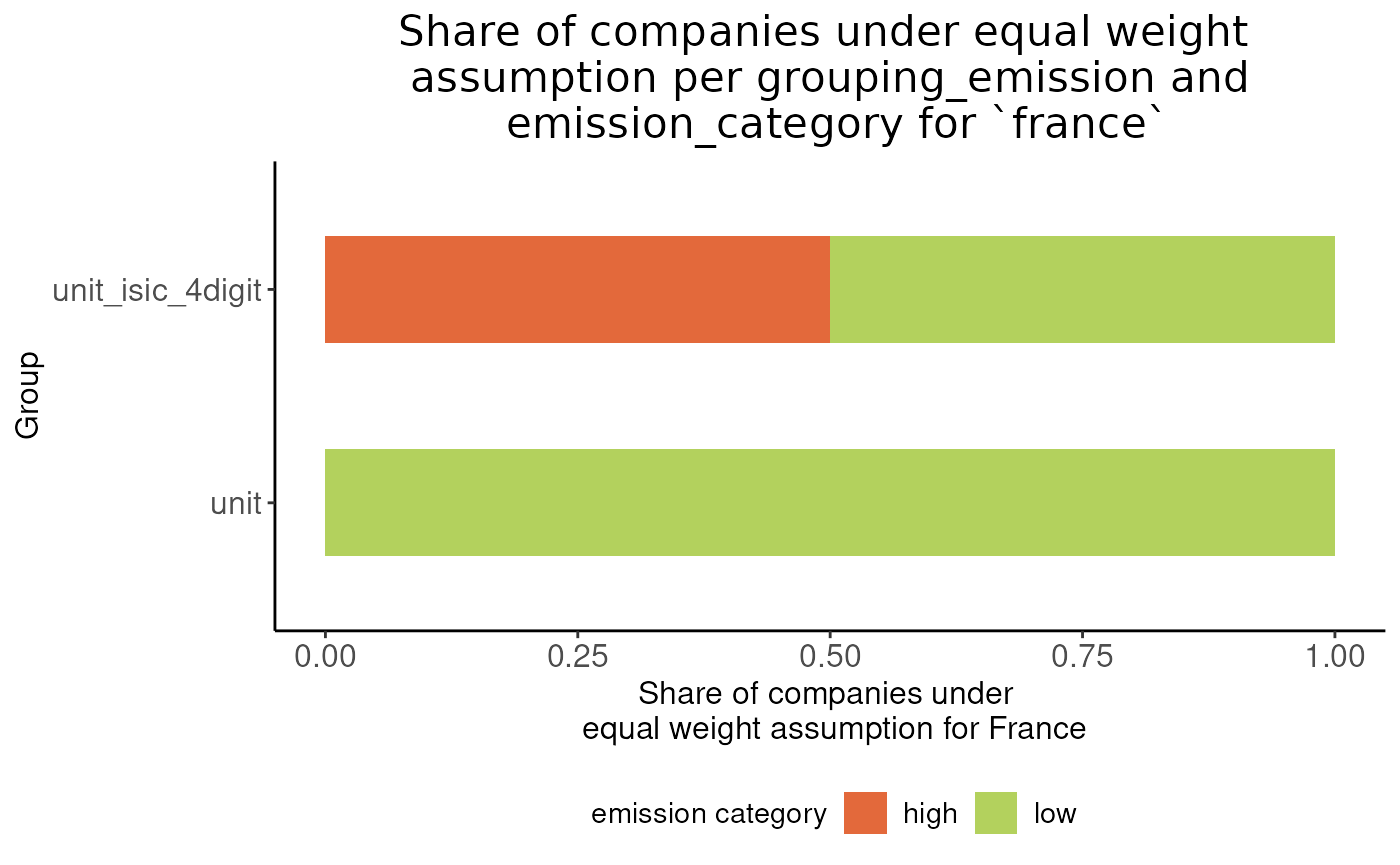 Share of companies under equal weight
assumption per grouping_emission and
emission_category for `france`
unit_isic_4digit
Group
unit
0.00 0.25 0.50 0.75 1.00
Share of companies under
equal weight assumption for France
emission category high low